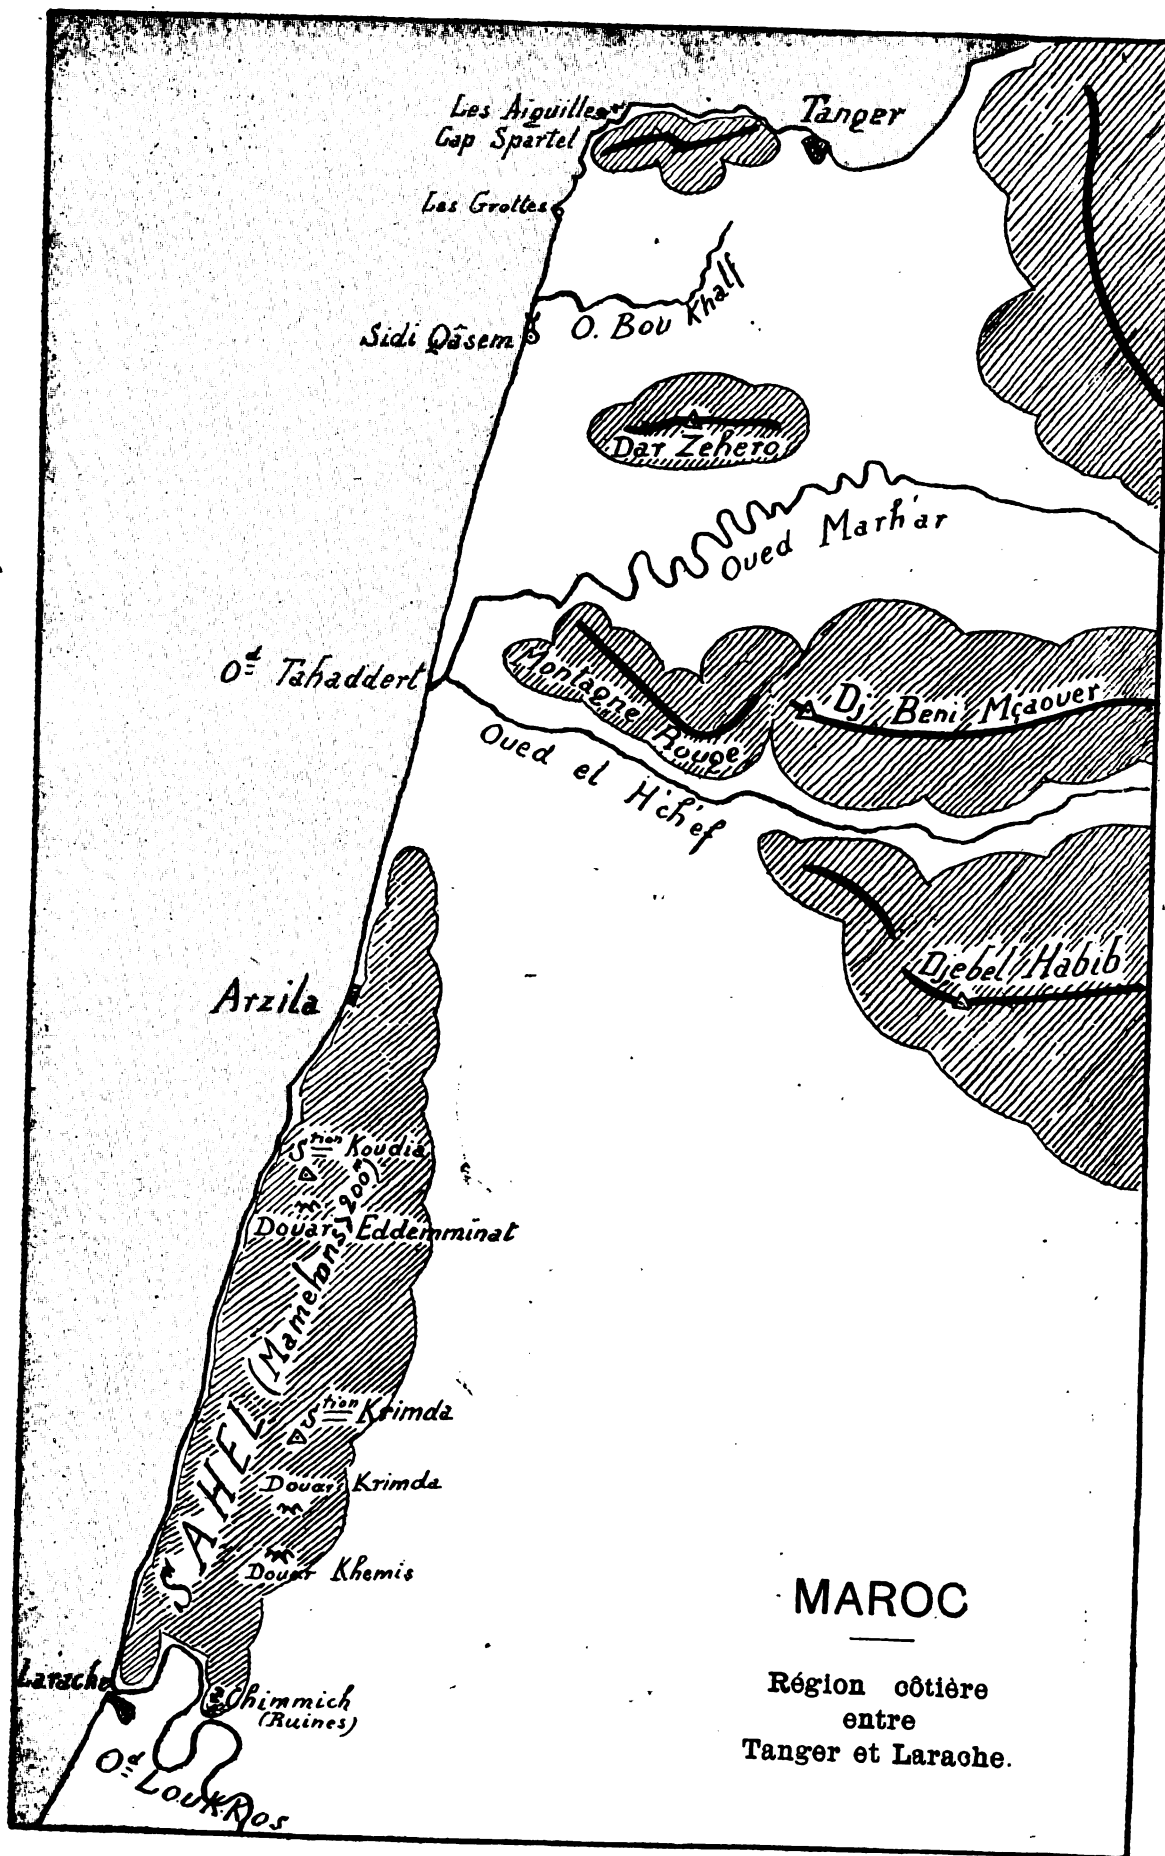 Les Aiguilles
Cap Spartel
Tanger
Les Grottes
O. Bou Khalf
Sidi Qâsem
Dar Zehero
Oued Marh'ar
Od Tahaddert
Montagne Rouge
Dj. Beni Mçaouer
Oued el H'ch'ef
Djebel Habib
Arzila
Stion Koudia
Douar Eddemminat
SAHEL (Mamelons > 200m)
Stion Krimda
Douar Krimda
Douar Khemis
Larache
Chimmich
(Ruines)
Od LOUKKOS
MAROC
Région côtière
entre
Tanger et Larache.